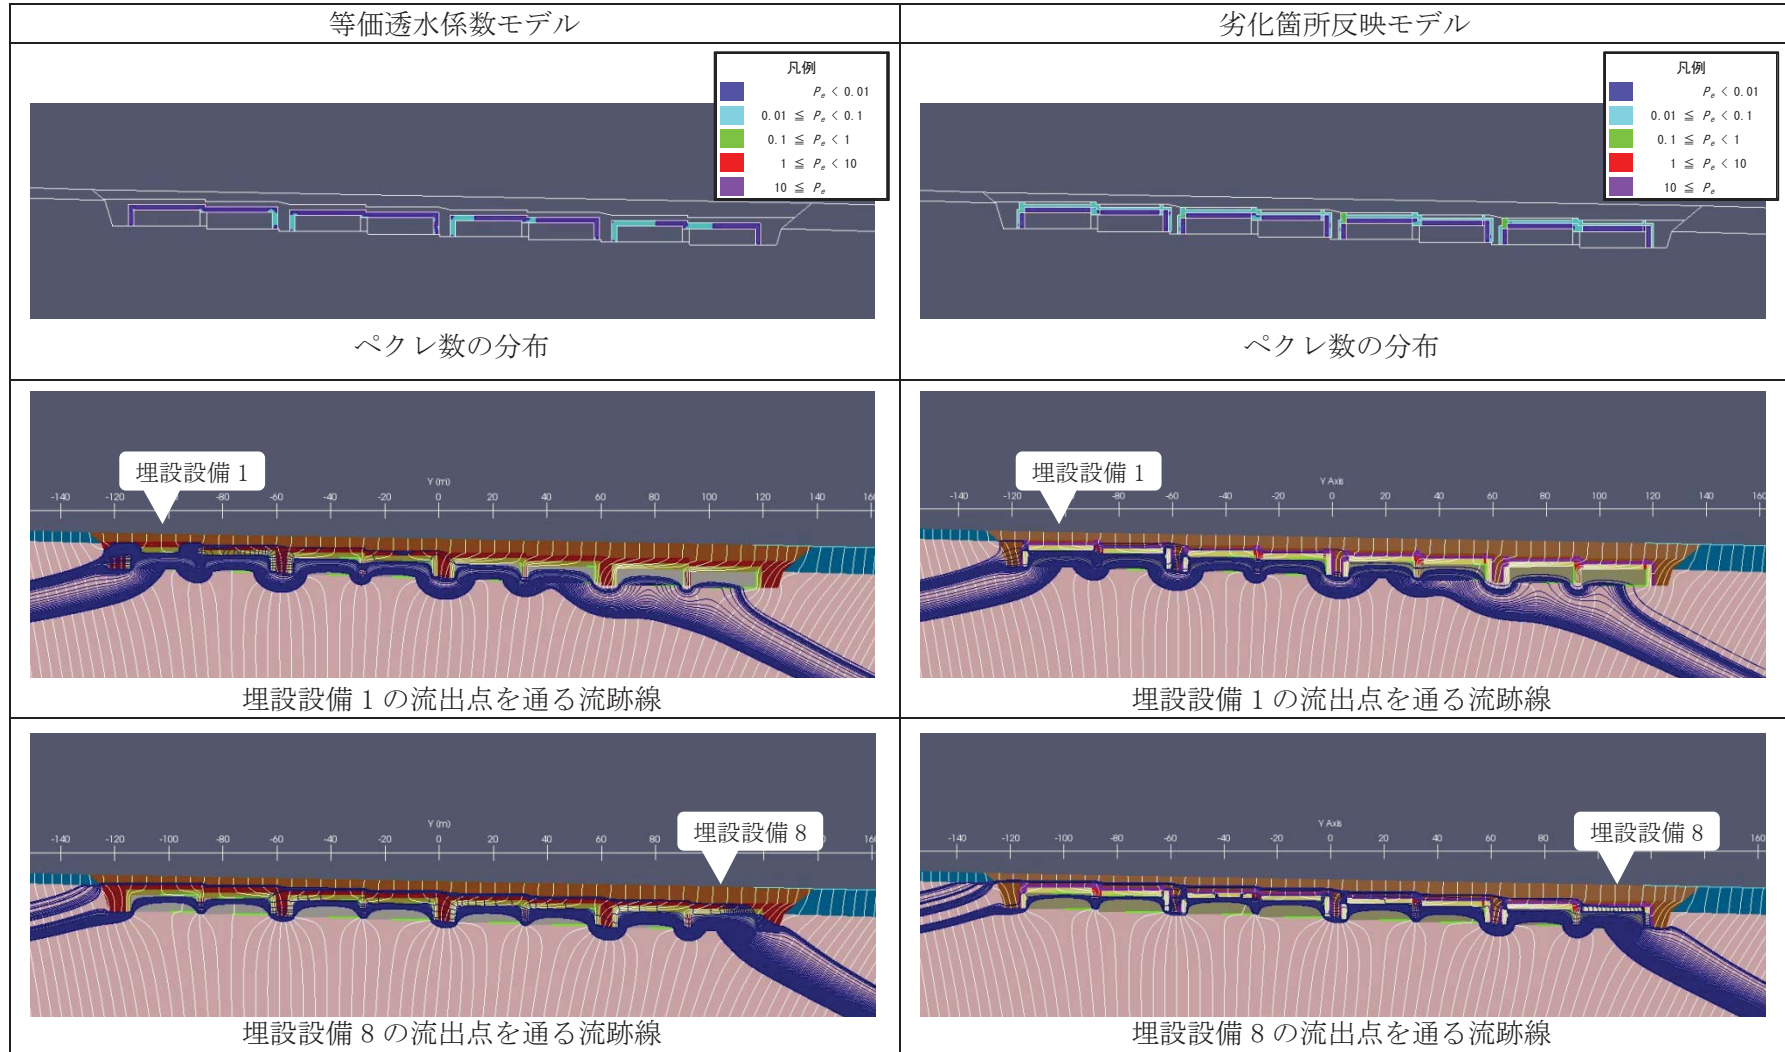 等価透水係数モデル
劣化箇所反映モデル
凡例
Pe < 0.01
0.01 ≦ Pe < 0.1
0.1 ≦ Pe < 1
1 ≦ Pe < 10
10 ≦ Pe
凡例
Pe < 0.01
0.01 ≦ Pe < 0.1
0.1 ≦ Pe < 1
1 ≦ Pe < 10
10 ≦ Pe
ペクレ数の分布
ペクレ数の分布
埋設設備 1
Y (m)
-140 -120 -80 -60 -40 -20 0 20 40 60 80 100 120 140 160
埋設設備 1 の流出点を通る流跡線
埋設設備 1
Y Axis
-140 -120 -80 -60 -40 -20 0 20 40 60 80 100 120 140 160
埋設設備 1 の流出点を通る流跡線
埋設設備 8
Y (m)
-140 -120 -100 -80 -60 -40 -20 0 20 40 60 80 140 160
埋設設備 8 の流出点を通る流跡線
埋設設備 8
Y Axis
-140 -120 -100 -80 -60 -40 -20 0 20 40 60 80 160
埋設設備 8 の流出点を通る流跡線